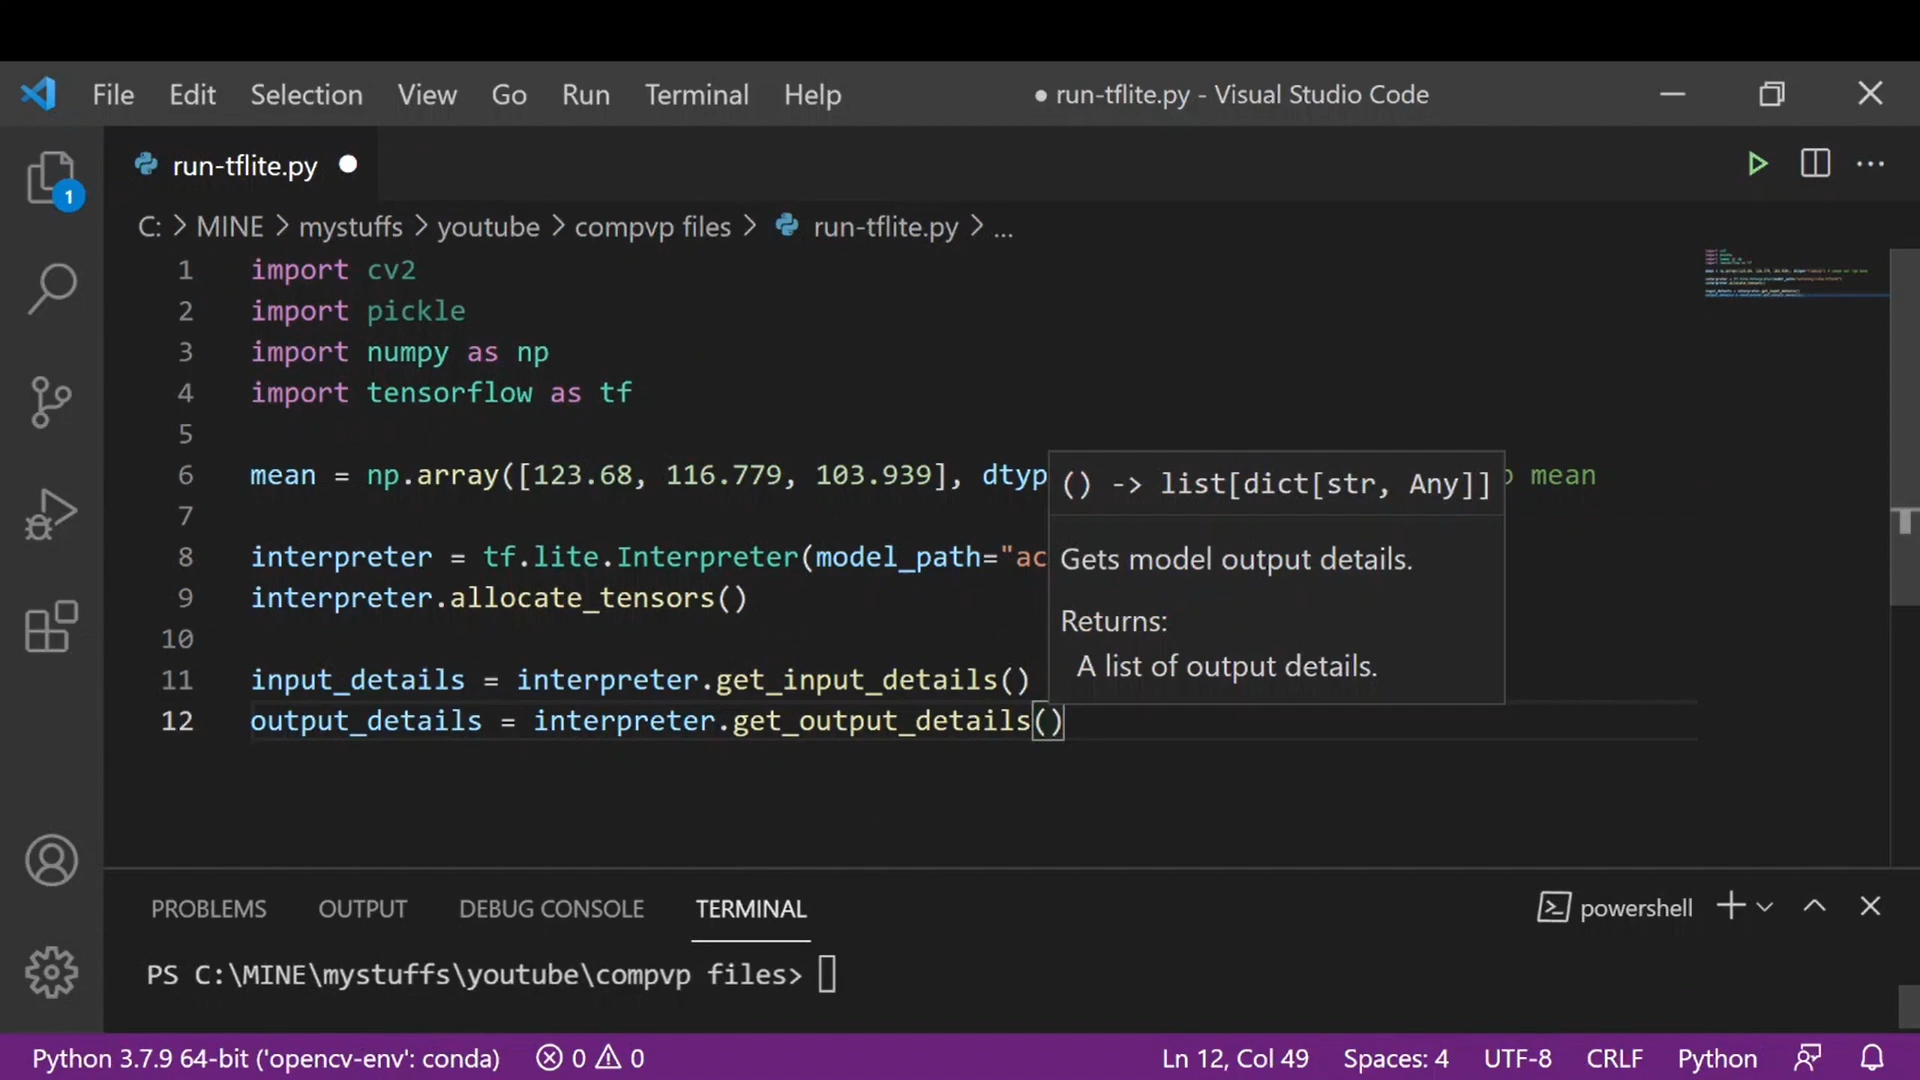 File Edit Selection View Go Run Terminal Help ● run-tflite.py - Visual Studio Code
run-tflite.py
1
C: > MINE > mystuffs > youtube > compvp files > run-tflite.py > ...
1 import cv2
2 import pickle
3 import numpy as np
4 import tensorflow as tf
5
6 mean = np.array([123.68, 116.779, 103.939], dtyp mean
7
8 interpreter = tf.lite.Interpreter(model_path="ac
9 interpreter.allocate_tensors()
10
11 input_details = interpreter.get_input_details()
12 output_details = interpreter.get_output_details()
() -> list[dict[str, Any]]
Gets model output details.
Returns:
A list of output details.
PROBLEMS OUTPUT DEBUG CONSOLE TERMINAL powershell
PS C:\MINE\mystuffs\youtube\compvp files>
Python 3.7.9 64-bit ('opencv-env': conda) 0 0 Ln 12, Col 49 Spaces: 4 UTF-8 CRLF Python